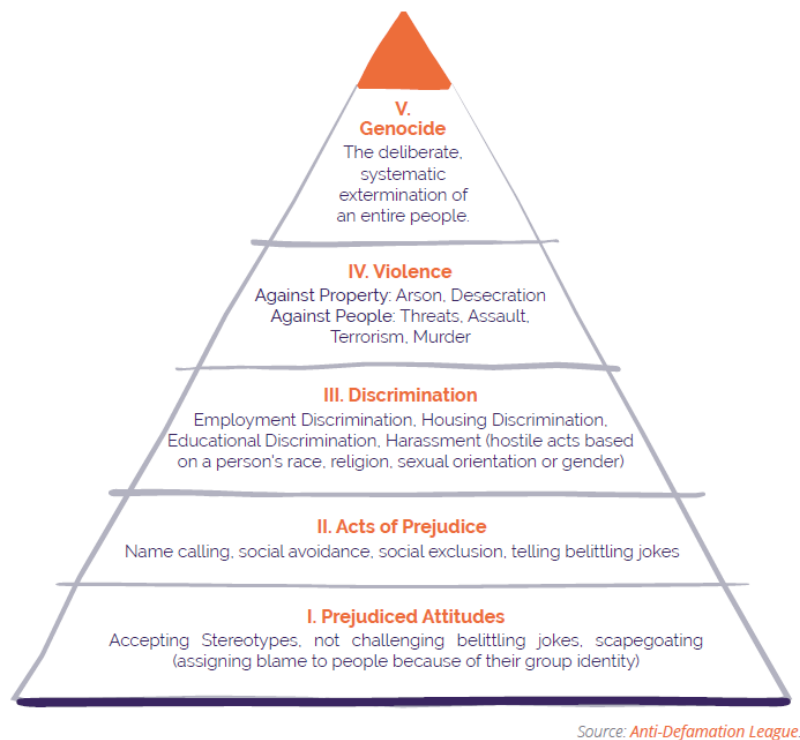 V.
Genocide
The deliberate,
systematic
extermination of
an entire people.
IV. Violence
Against Property: Arson, Desecration
Against People: Threats, Assault,
Terrorism, Murder
III. Discrimination
Employment Discrimination, Housing Discrimination,
Educational Discrimination, Harassment (hostile acts based
on a person's race, religion, sexual orientation or gender)
II. Acts of Prejudice
Name calling, social avoidance, social exclusion, telling belittling jokes
I. Prejudiced Attitudes
Accepting Stereotypes, not challenging belittling jokes, scapegoating
(assigning blame to people because of their group identity)
Source: Anti-Defamation League.